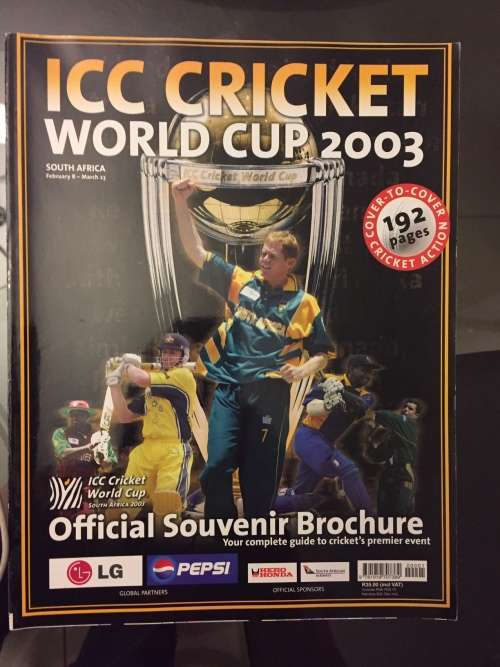 ICC CRICKET
WORLD CUP 2003
SOUTH AFRICA
February 8 – March 23
ICC Cricket World Cup
COVER-TO-COVER
192
pages
CRICKET ACTION
7
ICC Cricket
World Cup
SOUTH AFRICA 2003
Official Souvenir Brochure
Your complete guide to cricket's premier event
LG
PEPSI
HERO
HONDA
SOUTH AFRICAN
AIRWAYS
GLOBAL PARTNERS
OFFICIAL SPONSORS
R35.00 (incl VAT)